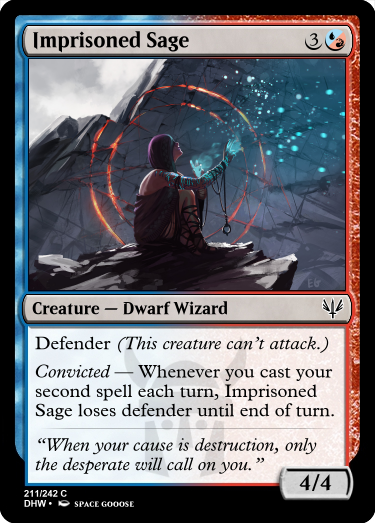 Imprisoned Sage 3
Creature — Dwarf Wizard
Defender (This creature can't attack.)
Convicted — Whenever you cast your
second spell each turn, Imprisoned
Sage loses defender until end of turn.
“When your cause is destruction, only
the desperate will call on you.”
4/4
211/242 C
DHW • SPACE GOOOSE